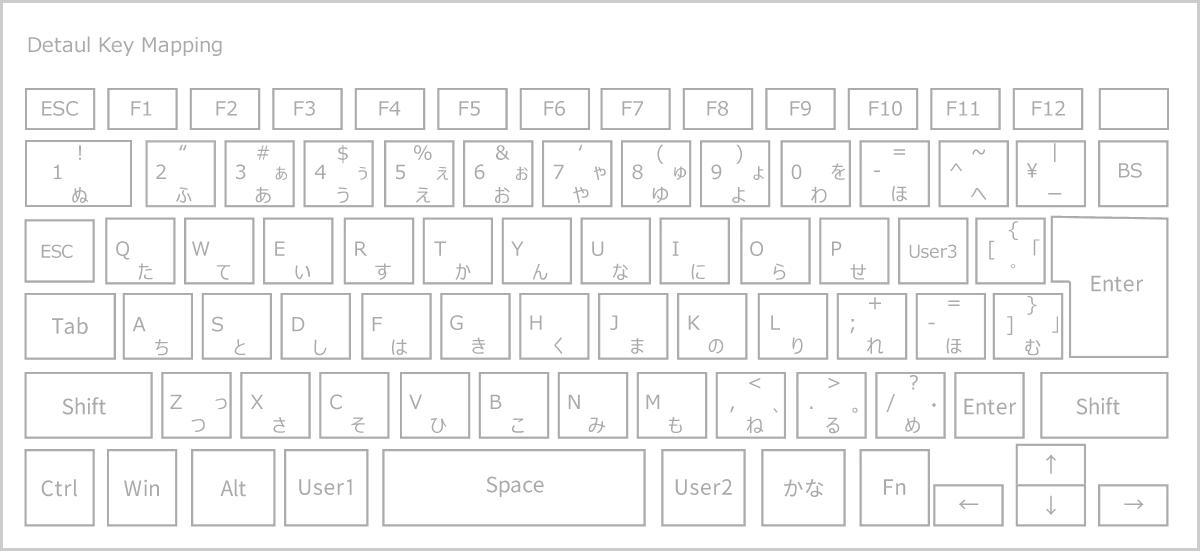 Detaul Key Mapping
ESC F1 F2 F3 F4 F5 F6 F7 F8 F9 F10 F11 F12
! “ # $ % & ‘ ( ) = ~ |
1 2 3 ぁ 4 ぅ 5 ぇ 6 ぉ 7 ゃ 8 ゅ 9 ょ 0 を - ^ ¥ BS
ぬ ふ あ う え お や ゆ よ わ ほ へ ー
{
ESC Q W E R T Y U I O P User3 [ 「
た て い す か ん な に ら せ ゜
Enter
+ = }
Tab A S D F G H J K L ; - ] 」
ち と し は き く ま の り れ ほ む
< > ?
Shift Z っ X C V B N M , 、 . 。 / ・ Enter Shift
つ さ そ ひ こ み も ね る め
↑
Ctrl Win Alt User1 Space User2 かな Fn
← ↓ →